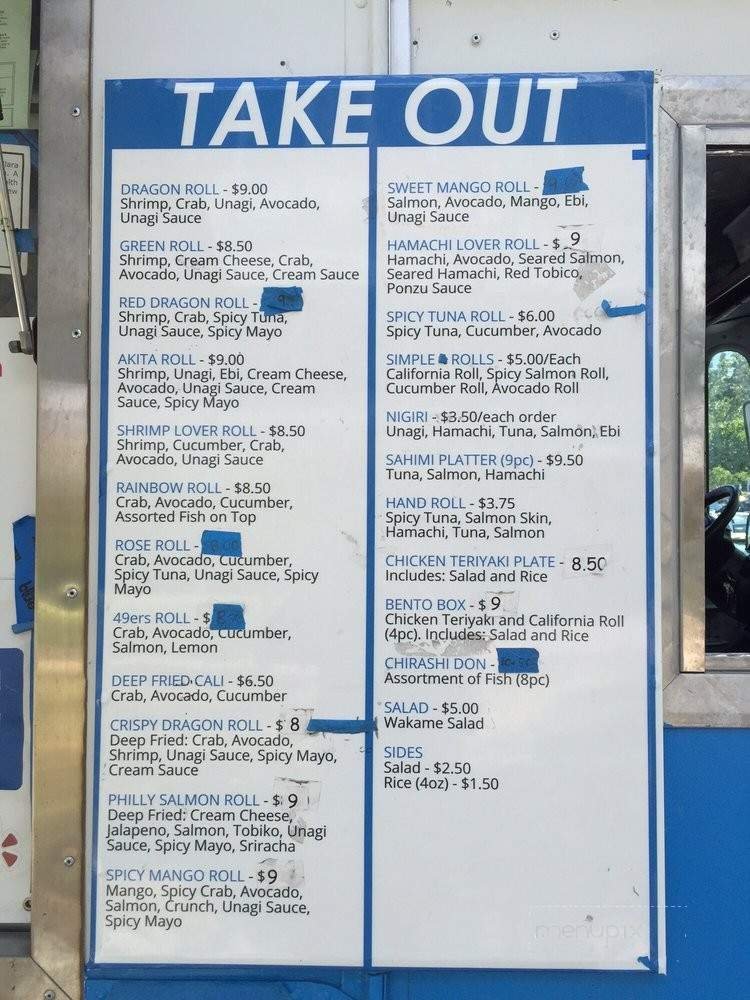 TAKE OUT
DRAGON ROLL - $9.00
Shrimp, Crab, Unagi, Avocado,
Unagi Sauce
GREEN ROLL - $8.50
Shrimp, Cream Cheese, Crab,
Avocado, Unagi Sauce, Cream Sauce
RED DRAGON ROLL -
Shrimp, Crab, Spicy Tuna,
Unagi Sauce, Spicy Mayo
AKITA ROLL - $9.00
Shrimp, Unagi, Ebi, Cream Cheese,
Avocado, Unagi Sauce, Cream
Sauce, Spicy Mayo
SHRIMP LOVER ROLL - $8.50
Shrimp, Cucumber, Crab,
Avocado, Unagi Sauce
RAINBOW ROLL - $8.50
Crab, Avocado, Cucumber,
Assorted Fish on Top
ROSE ROLL -
Crab, Avocado, Cucumber,
Spicy Tuna, Unagi Sauce, Spicy
Mayo
49ers ROLL - $
Crab, Avocado, Cucumber,
Salmon, Lemon
DEEP FRIED CALI - $6.50
Crab, Avocado, Cucumber
CRISPY DRAGON ROLL - $ 8
Deep Fried: Crab, Avocado,
Shrimp, Unagi Sauce, Spicy Mayo,
Cream Sauce
PHILLY SALMON ROLL - $ 9
Deep Fried: Cream Cheese,
Jalapeno, Salmon, Tobiko, Unagi
Sauce, Spicy Mayo, Sriracha
SPICY MANGO ROLL - $9
Mango, Spicy Crab, Avocado,
Salmon, Crunch, Unagi Sauce,
Spicy Mayo
SWEET MANGO ROLL -
Salmon, Avocado, Mango, Ebi,
Unagi Sauce
HAMACHI LOVER ROLL - $ 9
Hamachi, Avocado, Seared Salmon,
Seared Hamachi, Red Tobico,
Ponzu Sauce
SPICY TUNA ROLL - $6.00
Spicy Tuna, Cucumber, Avocado
SIMPLE ROLLS - $5.00/Each
California Roll, Spicy Salmon Roll,
Cucumber Roll, Avocado Roll
NIGIRI - $3.50/each order
Unagi, Hamachi, Tuna, Salmon, Ebi
SAHIMI PLATTER (9pc) - $9.50
Tuna, Salmon, Hamachi
HAND ROLL - $3.75
Spicy Tuna, Salmon Skin,
Hamachi, Tuna, Salmon
CHICKEN TERIYAKI PLATE - 8.50
Includes: Salad and Rice
BENTO BOX - $ 9
Chicken Teriyaki and California Roll
(4pc). Includes: Salad and Rice
CHIRASHI DON -
Assortment of Fish (8pc)
SALAD - $5.00
Wakame Salad
SIDES
Salad - $2.50
Rice (4oz) - $1.50
menupix